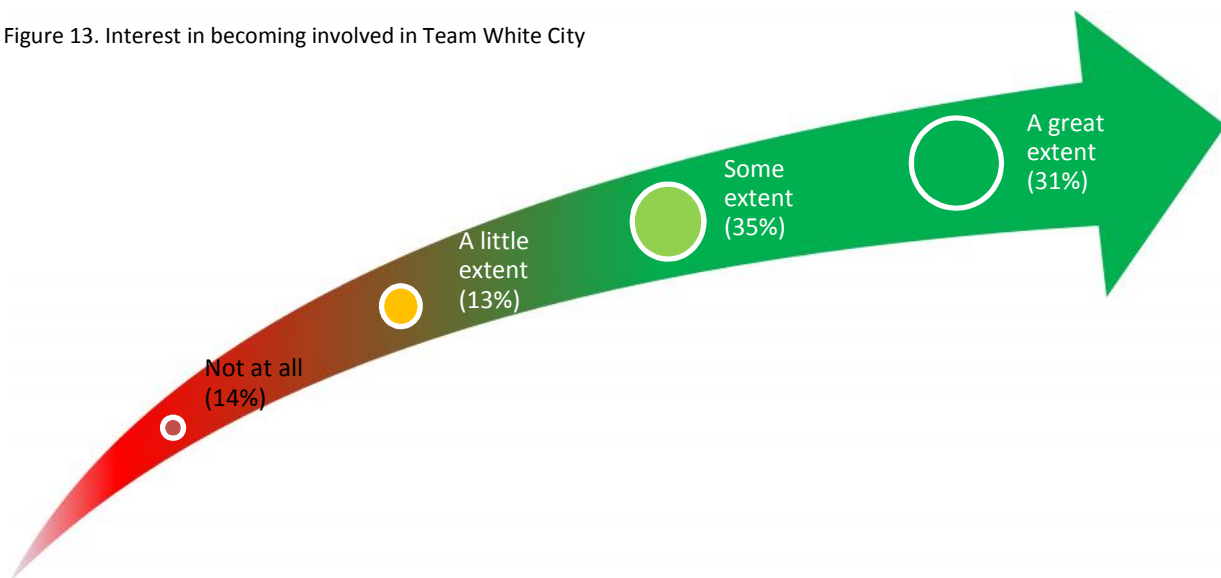 Figure 13. Interest in becoming involved in Team White City
A great
extent
(31%)
Some
extent
(35%)
A little
extent
(13%)
Not at all
(14%)